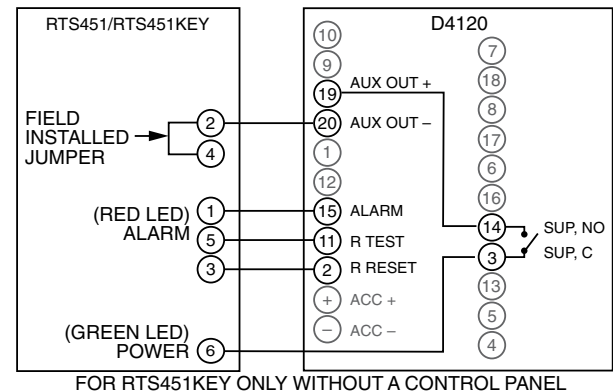 RTS451/RTS451KEY
D4120
FIELD
INSTALLED
JUMPER
2
4
(RED LED)
ALARM
1
5
3
(GREEN LED)
POWER
6
10
9
19 AUX OUT +
20 AUX OUT –
1
12
15 ALARM
11 R TEST
2 R RESET
+ ACC +
– ACC –
7
18
8
17
6
16
14 SUP, NO
3 SUP, C
13
5
4
FOR RTS451KEY ONLY WITHOUT A CONTROL PANEL